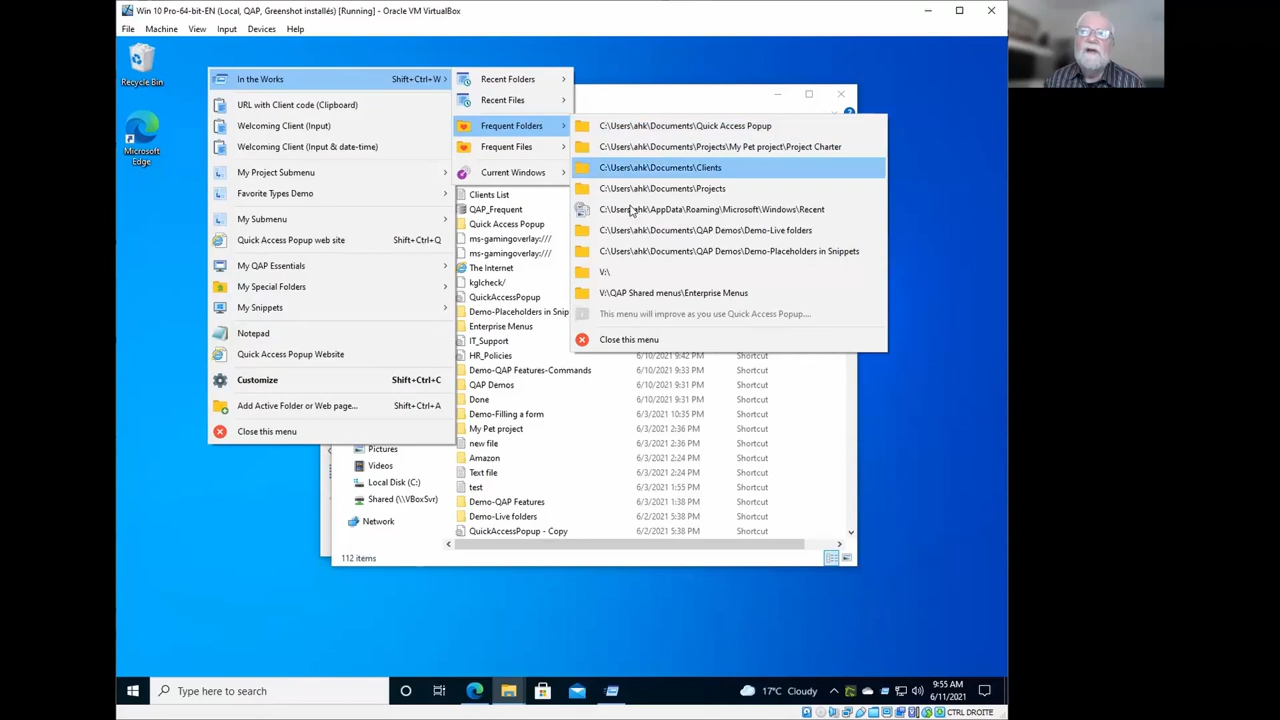 Win 10 Pro-64-bit-EN (Local, QAP, Greenshot installés) [Running] - Oracle VM VirtualBox
File Machine View Input Devices Help
Recycle Bin
Microsoft
Edge
In the Works Shift+Ctrl+W
URL with Client code (Clipboard)
Welcoming Client (Input)
Welcoming Client (Input & date/time)
My Project Submenu
Favorite Types Demo
My Submenu
Quick Access Popup web site Shift+Ctrl+Q
My QAP Essentials
My Special Folders
My Snippets
Notepad
Quick Access Popup Website
Customize Shift+Ctrl+C
Add Active Folder or Web page... Shift+Ctrl+A
Close this menu
Recent Folders
Recent Files
Frequent Folders
Frequent Files
Current Windows
C:\Users\ahk\Documents\Quick Access Popup
C:\Users\ahk\Documents\Projects\My Pet project\Project Charter
C:\Users\ahk\Documents\Clients
C:\Users\ahk\Documents\Projects
C:\Users\ahk\AppData\Roaming\Microsoft\Windows\Recent
C:\Users\ahk\Documents\QAP Demos\Demo-Live folders
C:\Users\ahk\Documents\QAP Demos\Demo-Placeholders in Snippets
V:\
V:\QAP Shared menus\Enterprise Menus
This menu will improve as you use Quick Access Popup....
Close this menu
Clients List
QAP_Frequent
Quick Access Popup
ms-gamingoverlay:///
ms-gamingoverlay:///
The Internet
kglcheck/
QuickAccessPopup
Demo-Placeholders in Snip
Enterprise Menus
IT_Support
HR_Policies 6/10/2021 9:42 PM Shortcut
Demo-QAP Features-Commands 6/10/2021 9:33 PM Shortcut
QAP Demos 6/10/2021 9:31 PM Shortcut
Done 6/10/2021 9:31 PM Shortcut
Demo-Filling a form 6/3/2021 10:35 PM Shortcut
My Pet project 6/3/2021 2:36 PM Shortcut
new file 6/3/2021 2:36 PM Shortcut
Amazon 6/3/2021 2:24 PM Shortcut
Text file 6/3/2021 2:24 PM Shortcut
test 6/3/2021 1:55 PM Shortcut
Demo-QAP Features 6/3/2021 1:38 PM Shortcut
Demo-Live folders 6/2/2021 5:38 PM Shortcut
QuickAccessPopup - Copy 6/2/2021 5:38 PM Shortcut
Pictures
Videos
Local Disk (C:)
Shared (\\VBoxSvr)
Network
112 items
Type here to search
17°C Cloudy
9:55 AM
6/11/2021
CTRL DROITE